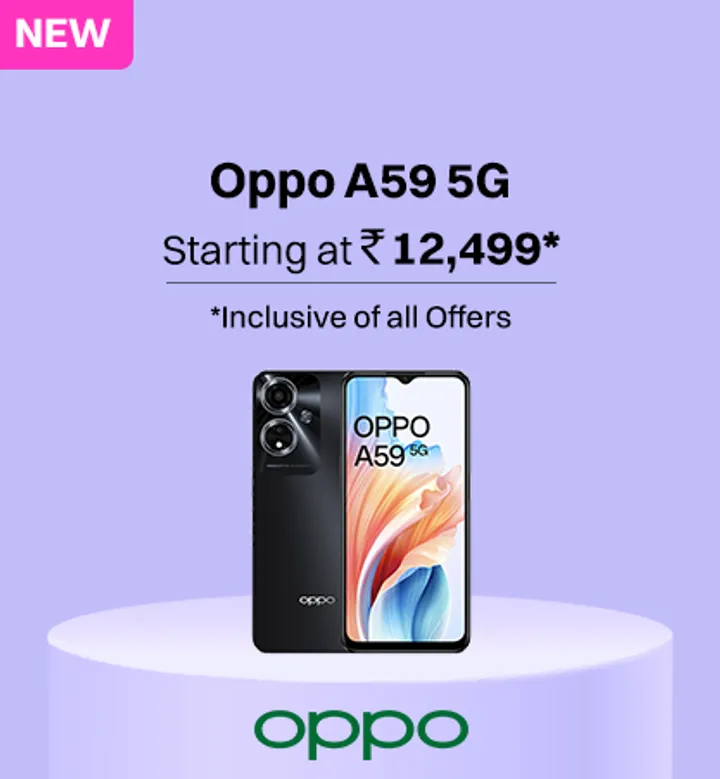 NEW
Oppo A59 5G
Starting at ₹ 12,499*
*Inclusive of all Offers
OPPO
A59 5G
oppo
oppo